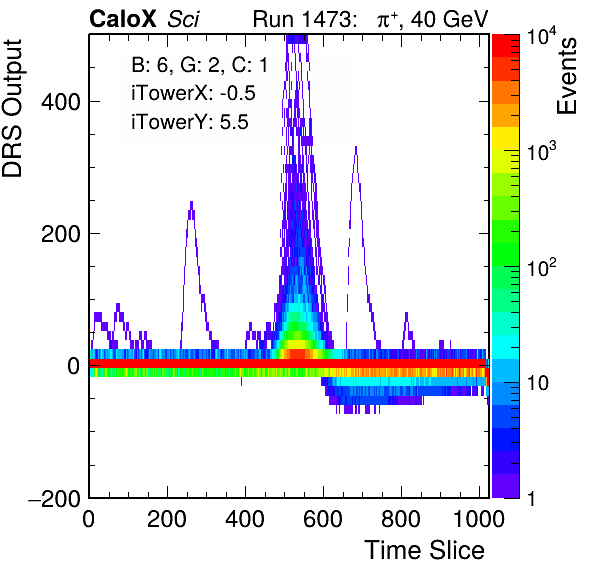 CaloX Sci Run 1473: π⁺, 40 GeV
B: 6, G: 2, C: 1
iTowerX: -0.5
iTowerY: 5.5
DRS Output
400
200
0
−200
0 200 400 600 800 1000
Time Slice
Events
10⁴
10³
10²
10
1